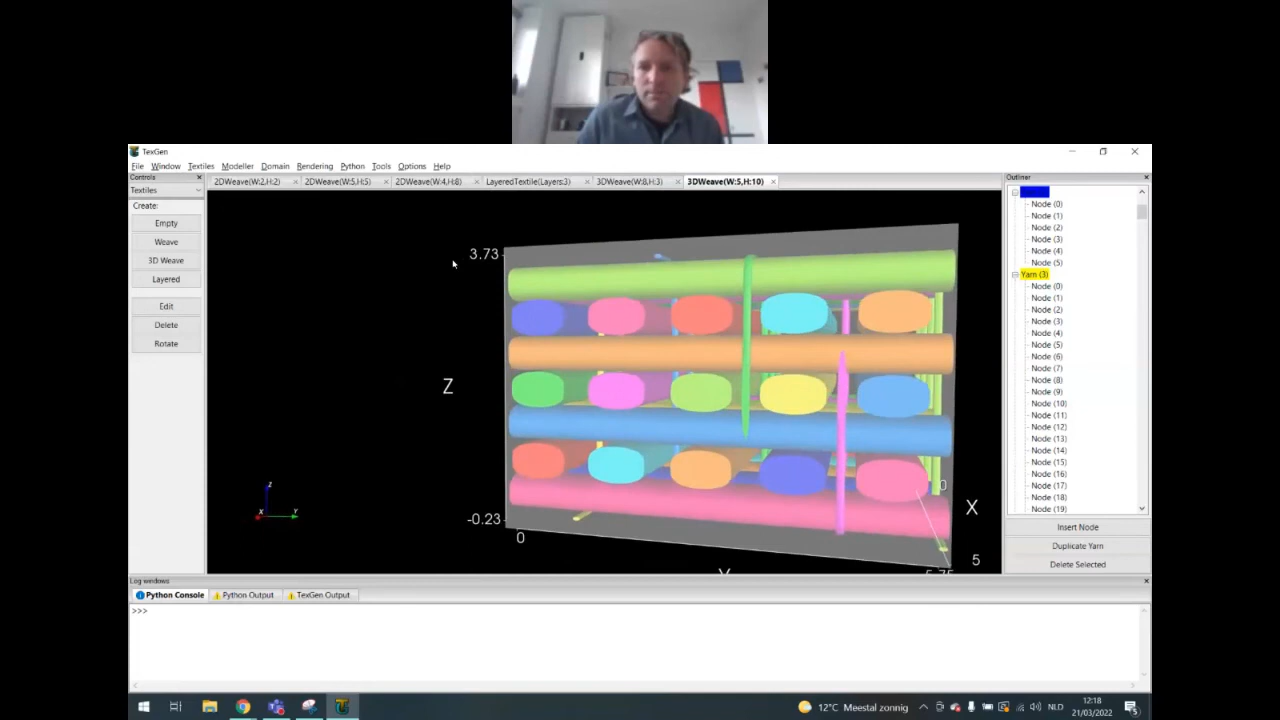 TexGen
File Window Textiles Modeller Domain Rendering Python Tools Options Help
Controls
Textiles
Create:
Empty
Weave
3D Weave
Layered
Edit
Delete
Rotate
2DWeave(W:2,H:2) 2DWeave(W:5,H:5) 2DWeave(W:4,H:8) LayeredTextile(Layers:3) 3DWeave(W:8,H:3) 3DWeave(W:5,H:10)
3.73
Z
-0.23
0
0
X
5
Z
X
Y
Outliner
Node (0)
Node (1)
Node (2)
Node (3)
Node (4)
Node (5)
Yarn (3)
Node (0)
Node (1)
Node (2)
Node (3)
Node (4)
Node (5)
Node (6)
Node (7)
Node (8)
Node (9)
Node (10)
Node (11)
Node (12)
Node (13)
Node (14)
Node (15)
Node (16)
Node (17)
Node (18)
Node (19)
Insert Node
Duplicate Yarn
Delete Selected
Log windows
Python Console Python Output TexGen Output
>>>
12°C Meestal zonnig NLD 12:18
21/03/2022
5